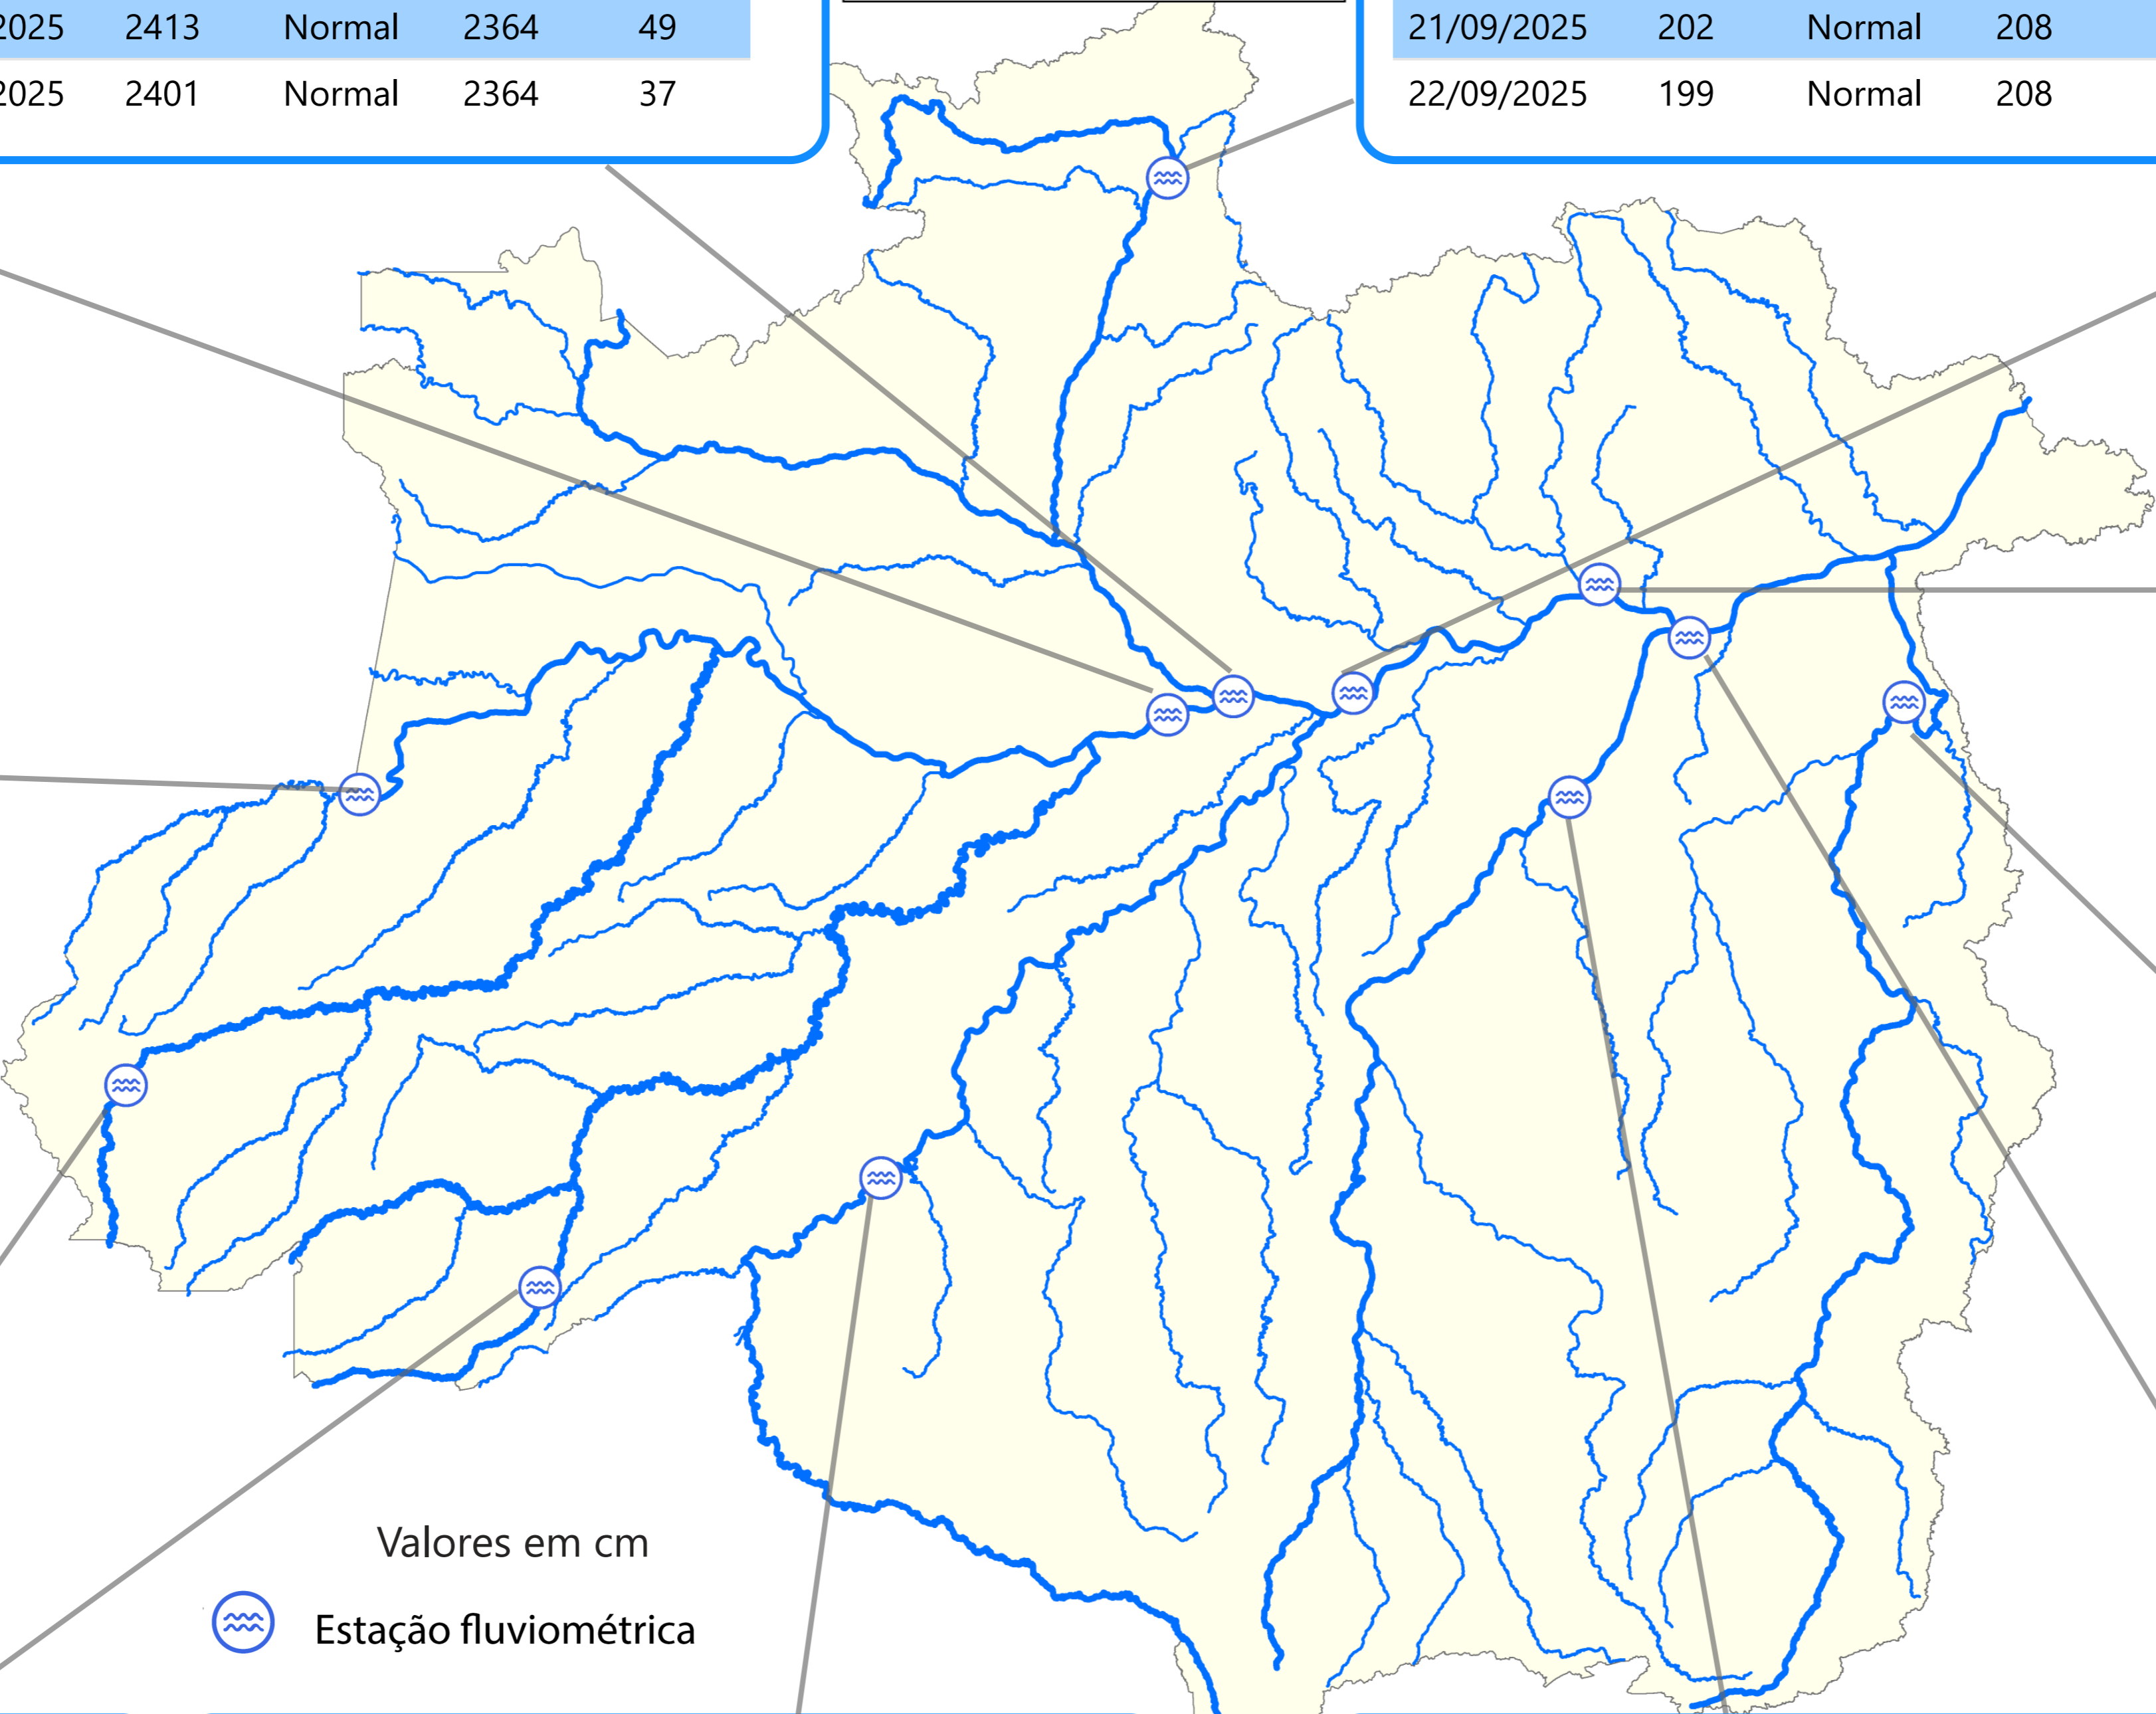 2025 2413 Normal 2364 49
2025 2401 Normal 2364 37
21/09/2025 202 Normal 208
22/09/2025 199 Normal 208
Valores em cm
Estação fluviométrica